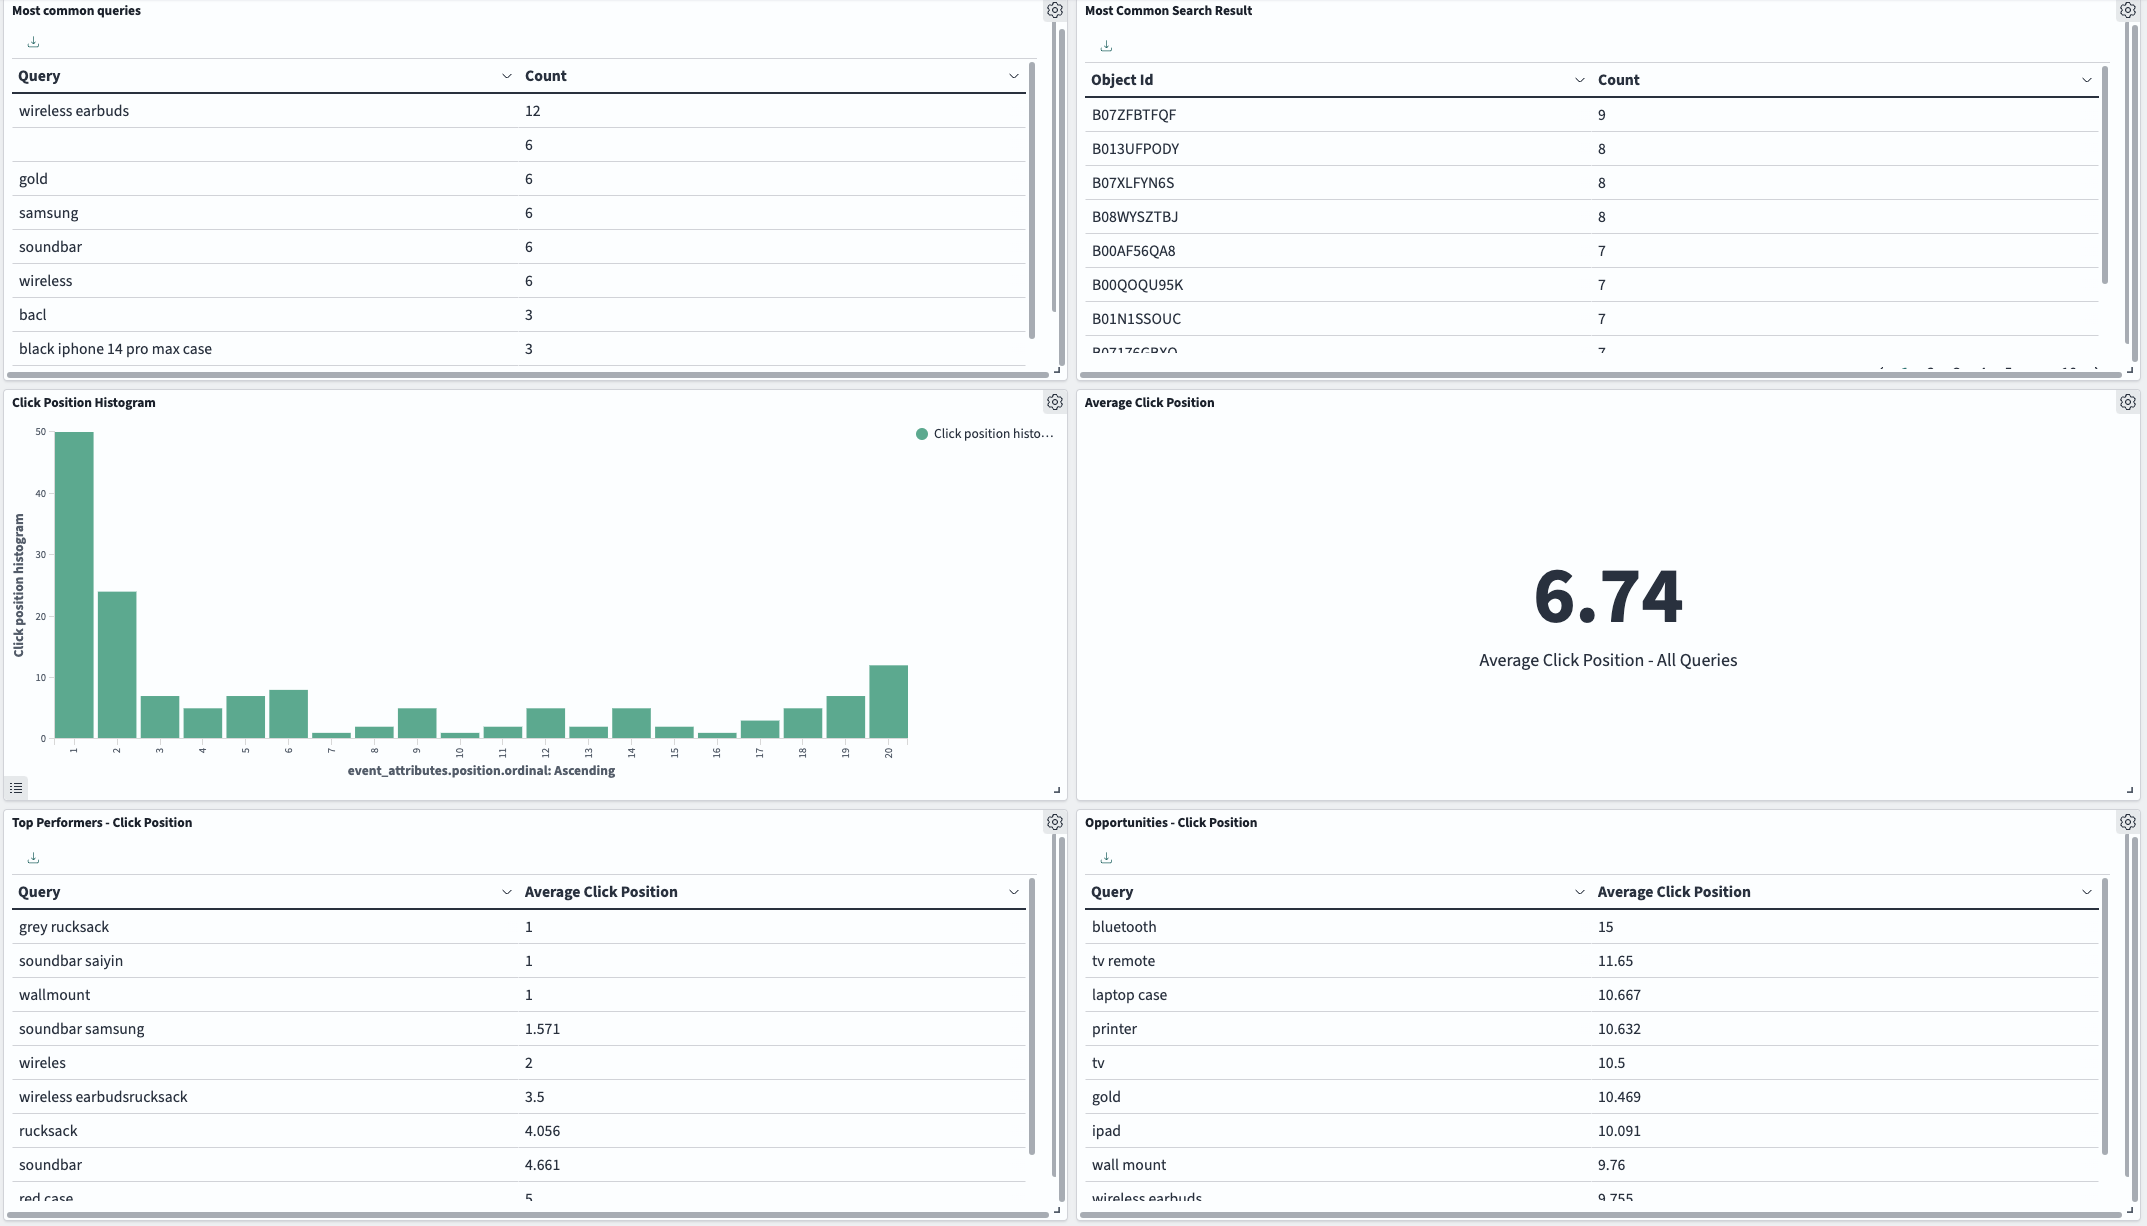 Most common queries
Query Count
wireless earbuds 12
6
gold 6
samsung 6
soundbar 6
wireless 6
bacl 3
black iphone 14 pro max case 3
Most Common Search Result
Object Id Count
B07ZFBTFQF 9
B013UFPODY 8
B07XLFYN6S 8
B08WYSZTBJ 8
B00AF56QA8 7
B00QOQU95K 7
B01N1SSOUC 7
7
Click Position Histogram
Click position histo…
Click position histogram
50
40
30
20
10
0
1 2 3 4 5 6 7 8 9 10 11 12 13 14 15 16 17 18 19 20
event_attributes.position.ordinal: Ascending
Average Click Position
6.74
Average Click Position - All Queries
Top Performers - Click Position
Query Average Click Position
grey rucksack 1
soundbar saiyin 1
wallmount 1
soundbar samsung 1.571
wireles 2
wireless earbudsrucksack 3.5
rucksack 4.056
soundbar 4.661
red case 5
Opportunities - Click Position
Query Average Click Position
bluetooth 15
tv remote 11.65
laptop case 10.667
printer 10.632
tv 10.5
gold 10.469
ipad 10.091
wall mount 9.76
wireless earbuds 9.755